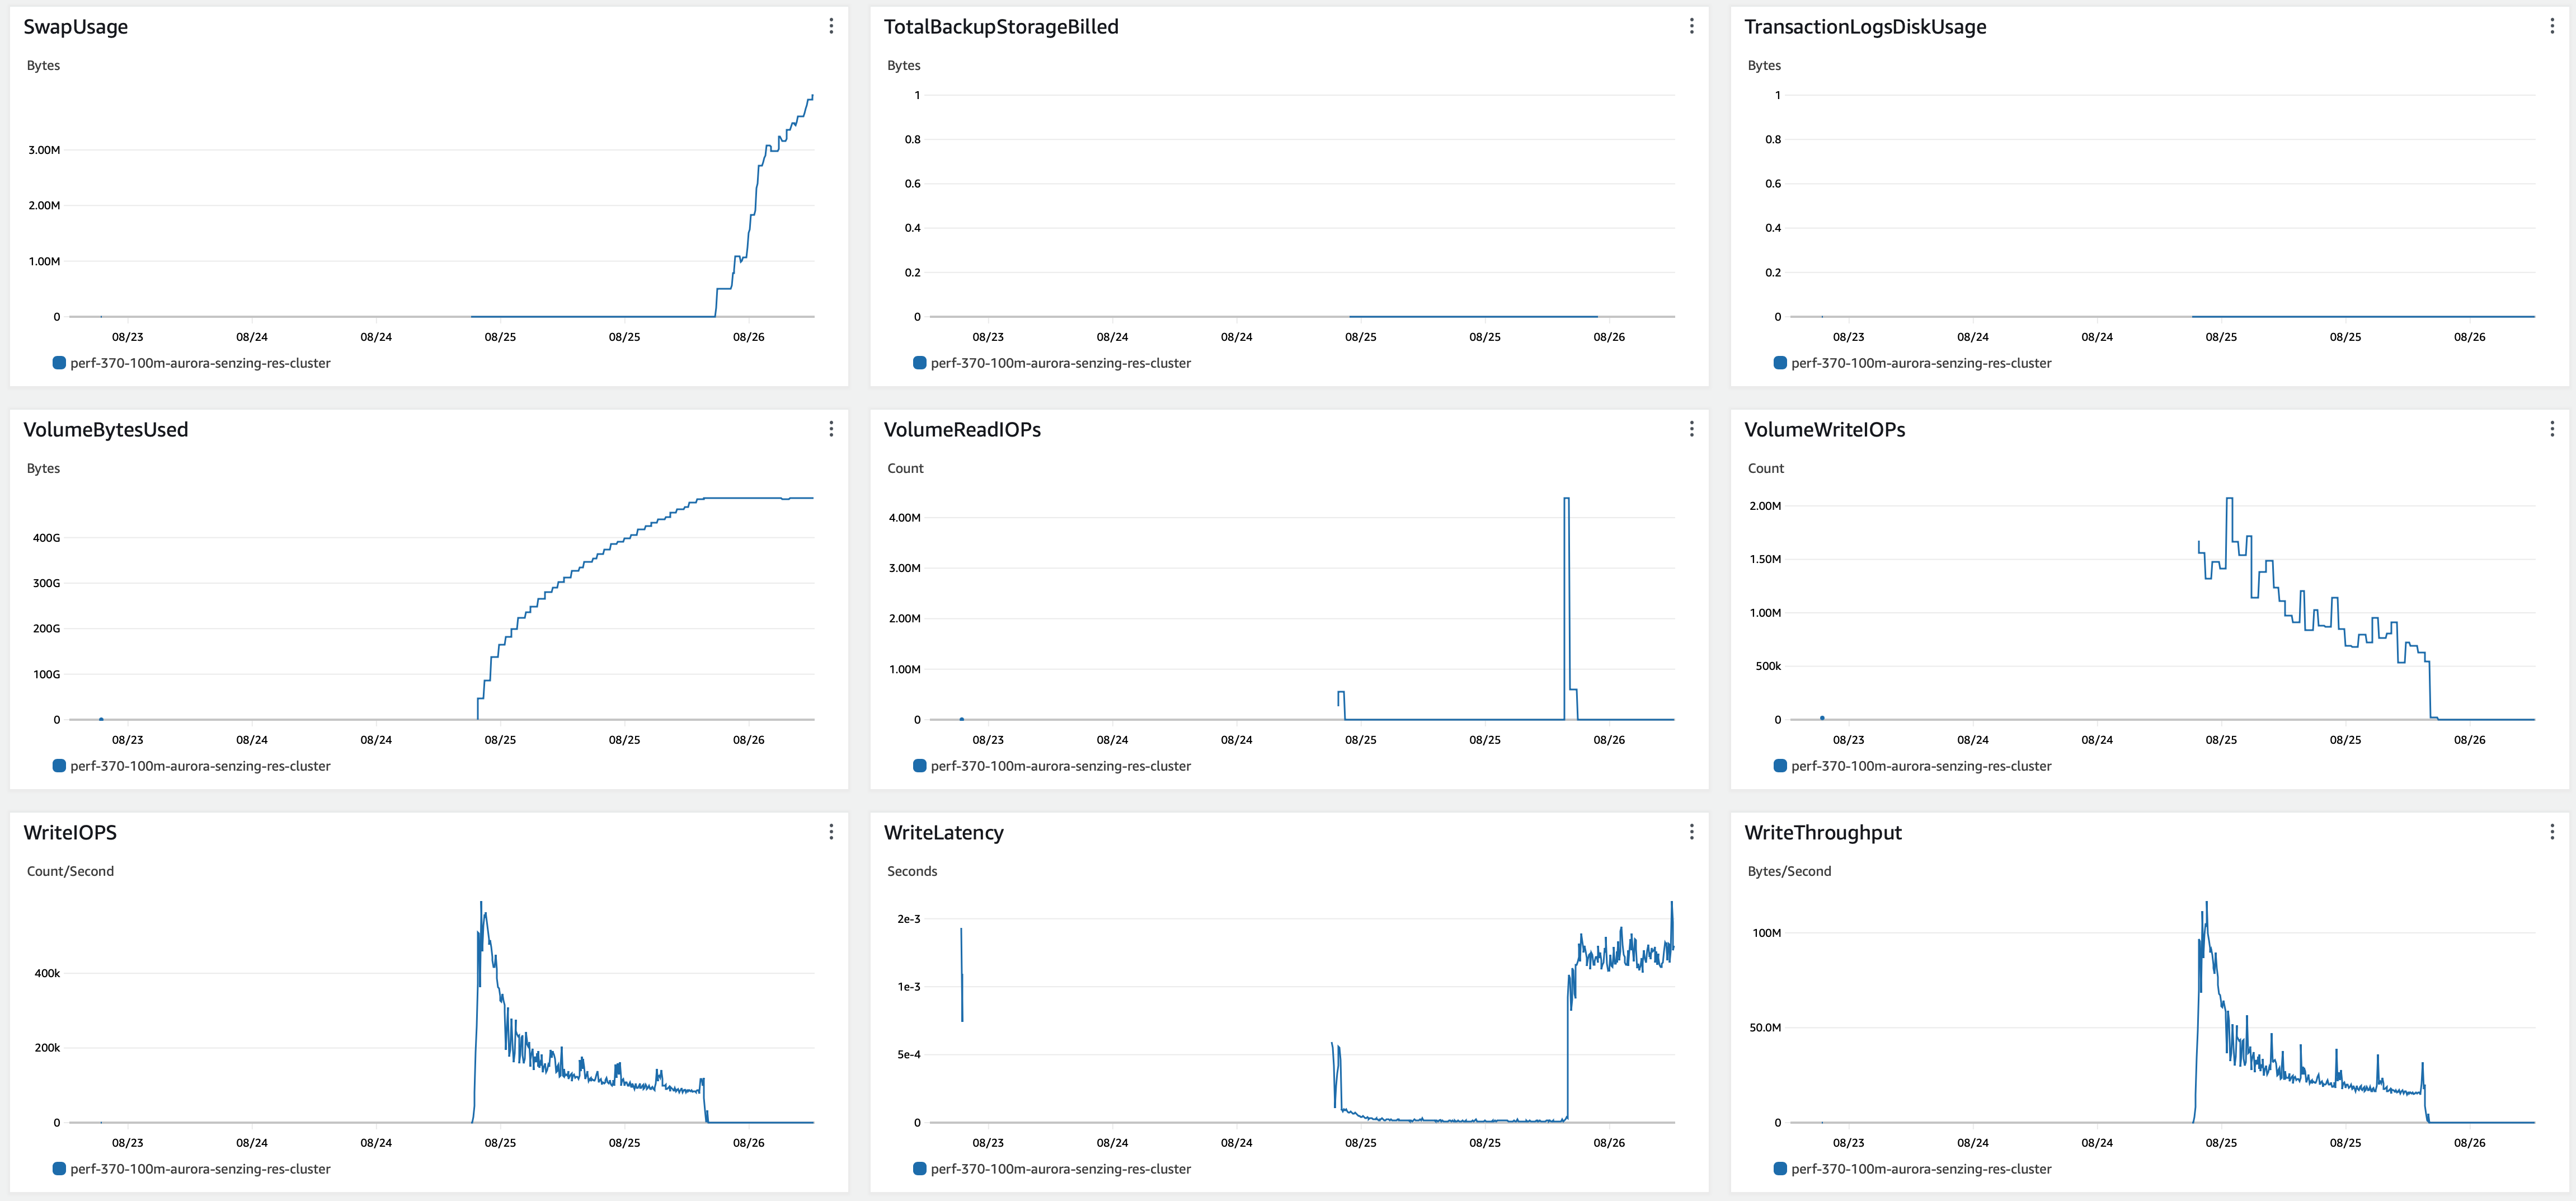 SwapUsage
Bytes
3.00M
2.00M
1.00M
0
08/23 08/24 08/24 08/25 08/25 08/26
perf-370-100m-aurora-senzing-res-cluster
TotalBackupStorageBilled
Bytes
1
0.8
0.6
0.4
0.2
0
08/23 08/24 08/24 08/25 08/25 08/26
perf-370-100m-aurora-senzing-res-cluster
TransactionLogsDiskUsage
Bytes
1
0.8
0.6
0.4
0.2
0
08/23 08/24 08/24 08/25 08/25 08/26
perf-370-100m-aurora-senzing-res-cluster
VolumeBytesUsed
Bytes
400G
300G
200G
100G
0
08/23 08/24 08/24 08/25 08/25 08/26
perf-370-100m-aurora-senzing-res-cluster
VolumeReadIOPs
Count
4.00M
3.00M
2.00M
1.00M
0
08/23 08/24 08/24 08/25 08/25 08/26
perf-370-100m-aurora-senzing-res-cluster
VolumeWriteIOPs
Count
2.00M
1.50M
1.00M
500k
0
08/23 08/24 08/24 08/25 08/25 08/26
perf-370-100m-aurora-senzing-res-cluster
WriteIOPS
Count/Second
400k
200k
0
08/23 08/24 08/24 08/25 08/25 08/26
perf-370-100m-aurora-senzing-res-cluster
WriteLatency
Seconds
2e-3
1e-3
5e-4
0
08/23 08/24 08/24 08/25 08/25 08/26
perf-370-100m-aurora-senzing-res-cluster
WriteThroughput
Bytes/Second
100M
50.0M
0
08/23 08/24 08/24 08/25 08/25 08/26
perf-370-100m-aurora-senzing-res-cluster